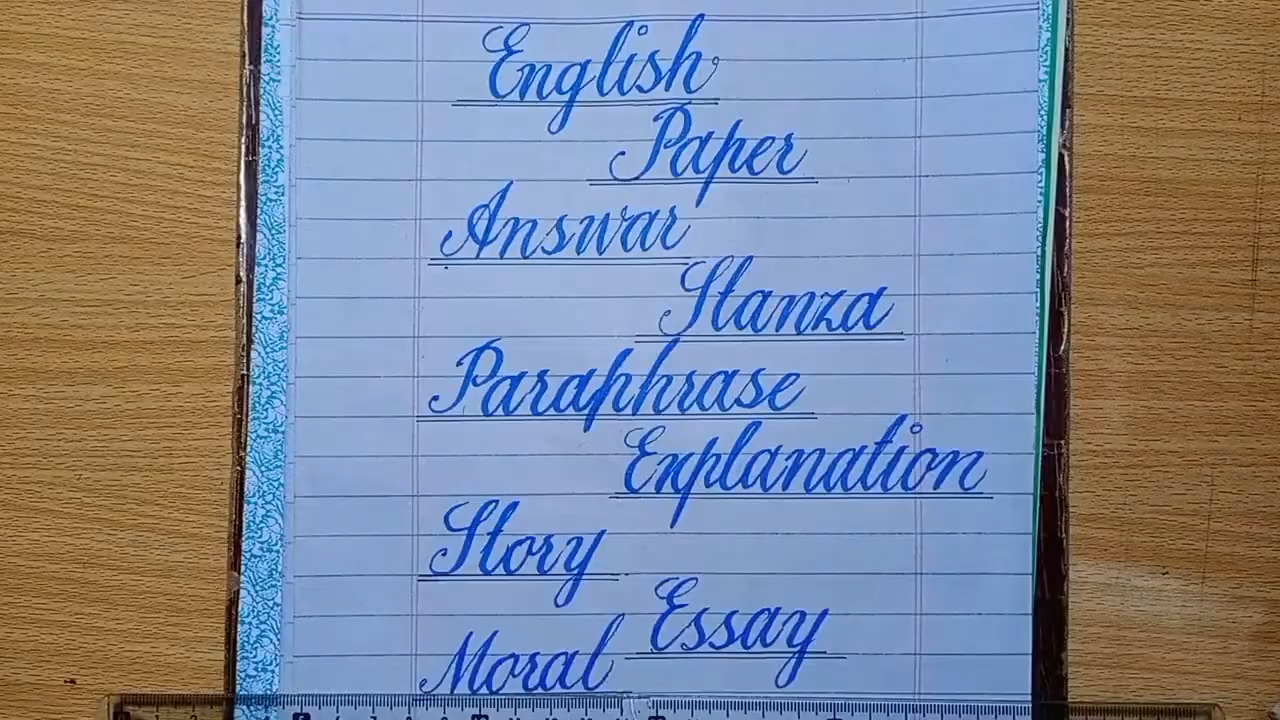 English
Paper
Answar
Stanza
Paraphrase
Explanation
Story
Essay
Moral